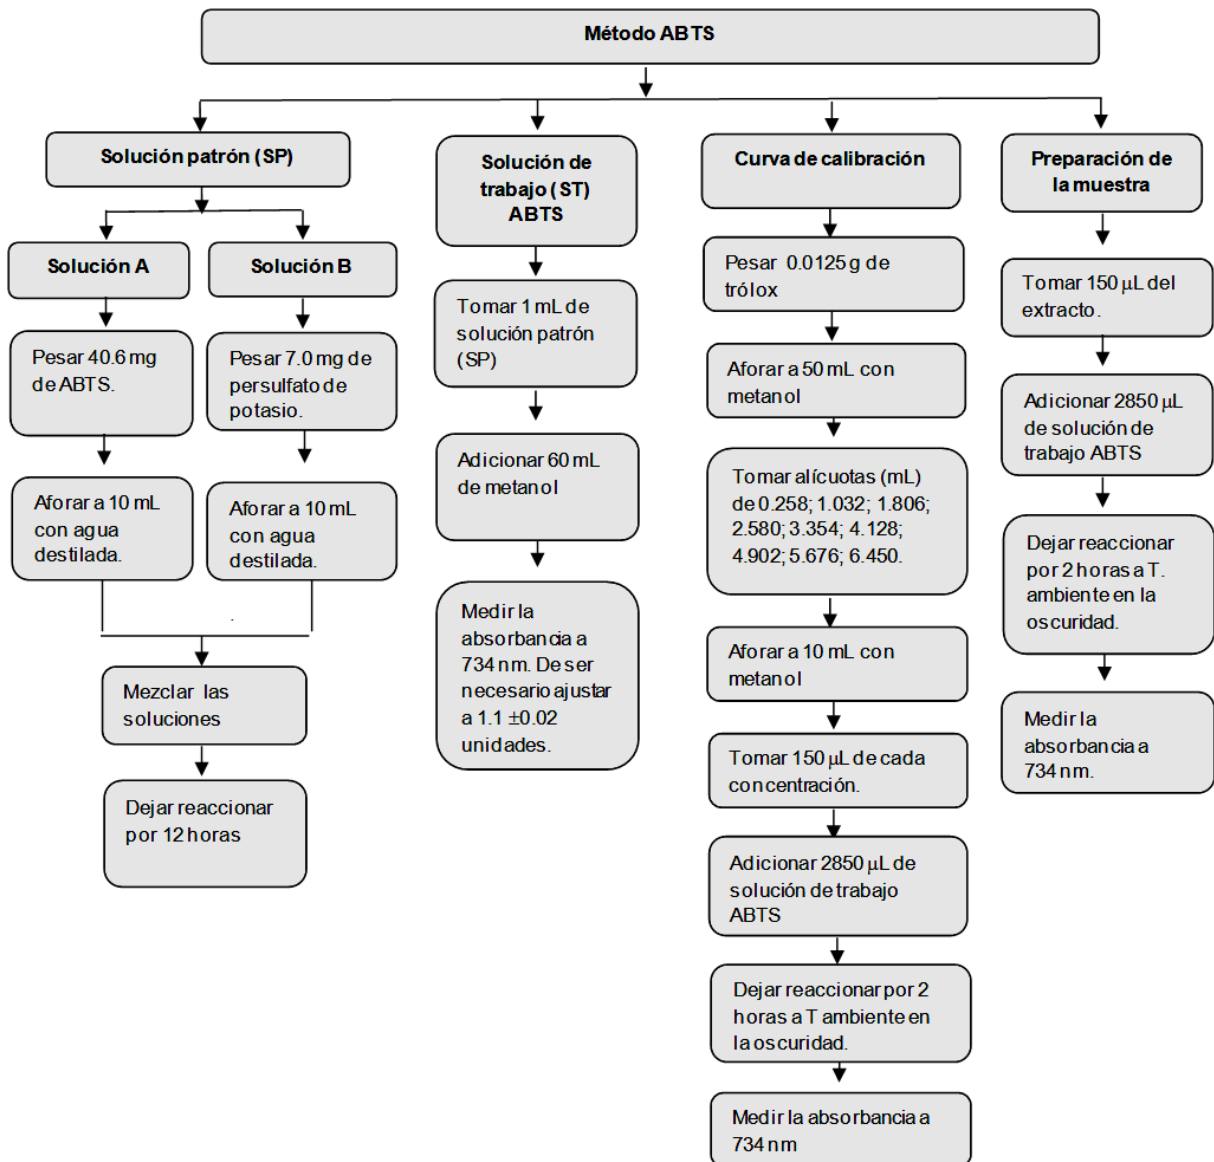 Método ABTS
Solución patrón (SP)
Solución A
Pesar 40.6 mg
de ABTS.
Aforar a 10 mL
con agua
destilada.
Solución B
Pesar 7.0 mg de
persulfato de
potasio.
Aforar a 10 mL
con agua
destilada.
.
Mezclar las
soluciones
Dejar reaccionar
por 12 horas
Solución de
trabajo (ST)
ABTS
Tomar 1 mL de
solución patrón
(SP)
Adicionar 60 mL
de metanol
Medir la
absorbancia a
734 nm. De ser
necesario ajustar
a 1.1 ±0.02
unidades.
Curva de calibración
Pesar 0.0125 g de
trólox
Aforar a 50 mL con
metanol
Tomar alícuotas (mL)
de 0.258; 1.032; 1.806;
2.580; 3.354; 4.128;
4.902; 5.676; 6.450.
Aforar a 10 mL con
metanol
Tomar 150 µL de cada
concentración.
Adicionar 2850 µL de
solución de trabajo
ABTS
Dejar reaccionar por 2
horas a T ambiente en
la oscuridad.
Medir la absorbancia a
734 nm
Preparación de
la muestra
Tomar 150 µL del
extracto.
Adicionar 2850 µL
de solución de
trabajo ABTS
Dejar reaccionar
por 2 horas a T.
ambiente en la
oscuridad.
Medir la
absorbancia a
734 nm.